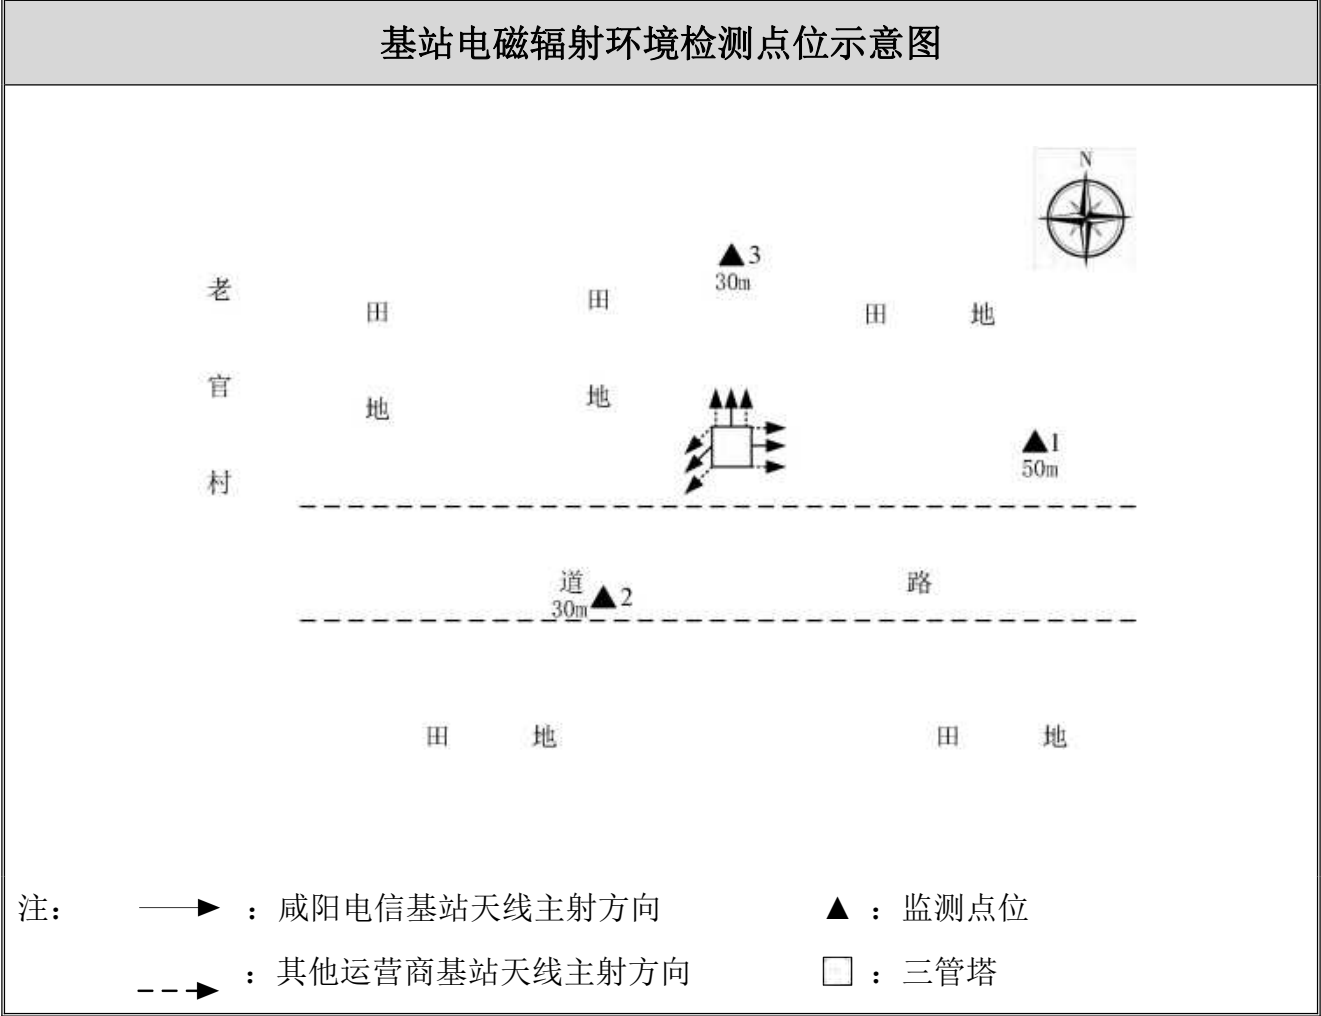 基站电磁辐射环境检测点位示意图
N
▲3
30m
老官村
田地
田地
田 地
▲1
50m
道 路
30m▲2
田 地
田 地
注： ：咸阳电信基站天线主射方向 ▲：监测点位
：其他运营商基站天线主射方向 □：三管塔